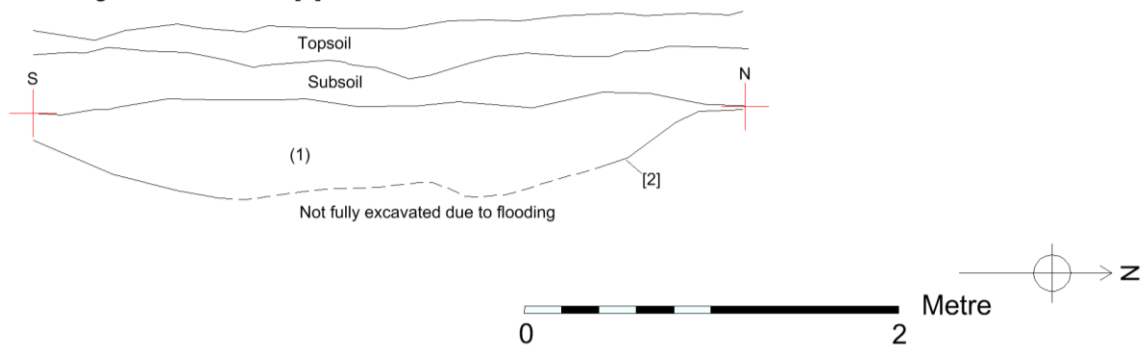 Topsoil
S
Subsoil
N
(1)
[2]
Not fully excavated due to flooding
N
Metre
0
2